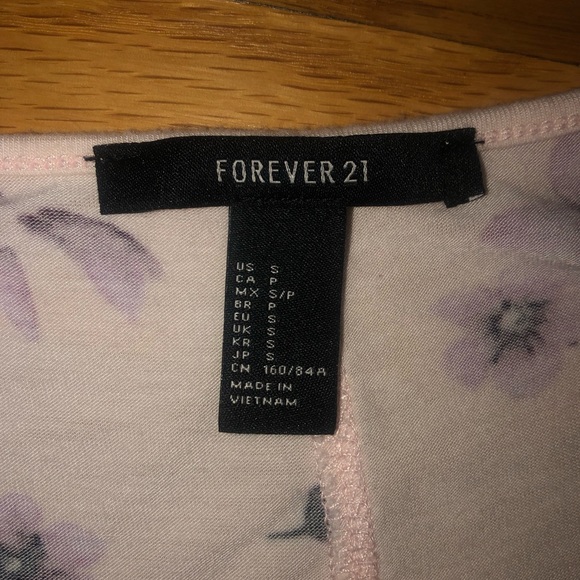 FOREVER 21
US S
CA P
MX S/P
BR P
EU S
UK S
KR S
JP S
CN 160/84A
MADE IN
VIETNAM